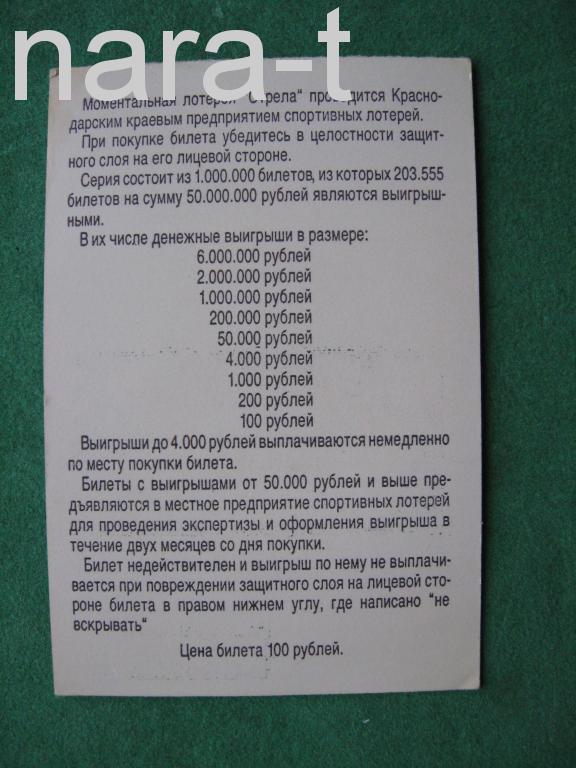 nara-t
Моментальная лотерея "Стрела“ проводится Красно-
дарским краевым предприятием спортивных лотерей.
При покупке билета убедитесь в целостности защит-
ного слоя на его лицевой стороне.
Серия состоит из 1.000.000 билетов, из которых 203.555
билетов на сумму 50.000.000 рублей являются выигрыш-
ными.
В их числе денежные выигрыши в размере:
6.000.000 рублей
2.000.000 рублей
1.000.000 рублей
200.000 рублей
50.000 рублей
4.000 рублей
1.000 рублей
200 рублей
100 рублей
Выигрыши до 4.000 рублей выплачиваются немедленно
по месту покупки билета.
Билеты с выигрышами от 50.000 рублей и выше пре-
дъявляются в местное предприятие спортивных лотерей
для проведения экспертизы и оформления выигрыша в
течение двух месяцев со дня покупки.
Билет недействителен и выигрыш по нему не выплачи-
вается при повреждении защитного слоя на лицевой сто-
роне билета в правом нижнем углу, где написано "не
вскрывать“
Цена билета 100 рублей.